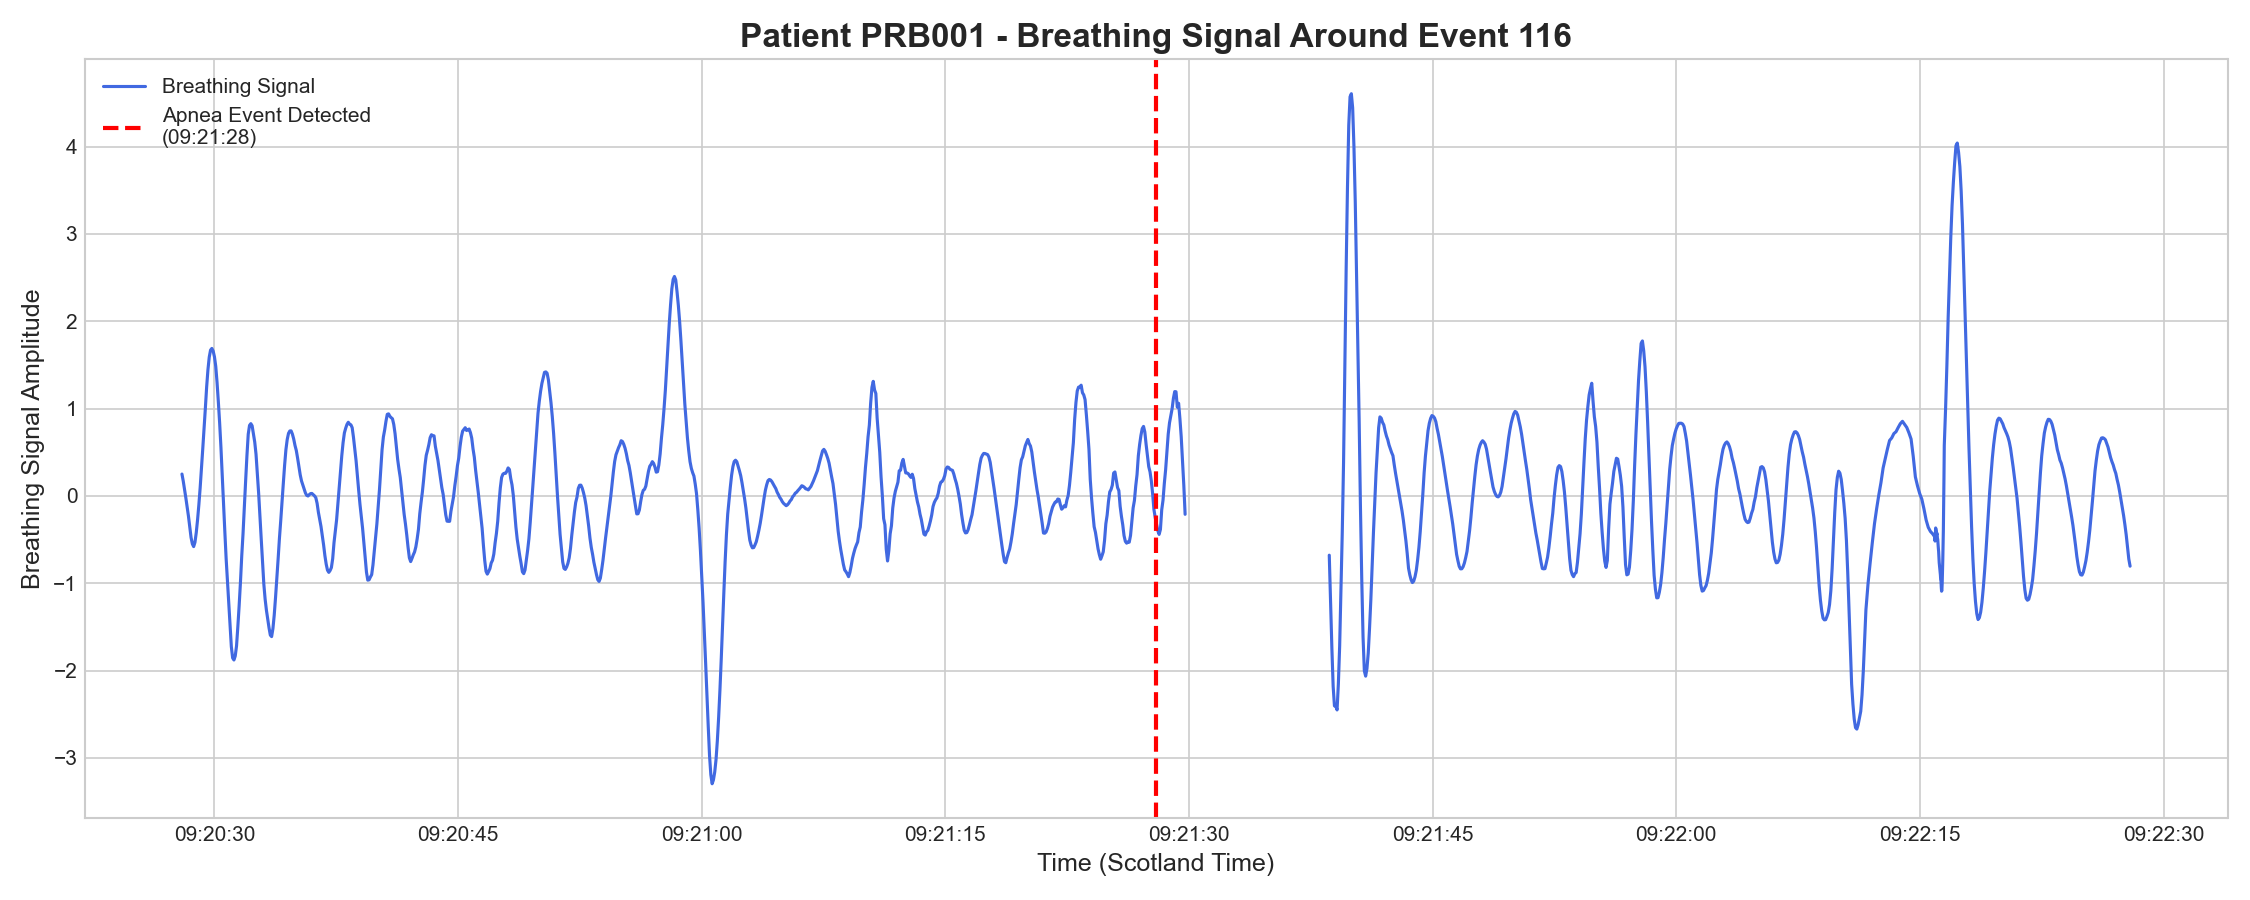 Patient PRB001 - Breathing Signal Around Event 116
Breathing Signal
Apnea Event Detected
(09:21:28)
Breathing Signal Amplitude
4
3
2
1
0
−1
−2
−3
09:20:30 09:20:45 09:21:00 09:21:15 09:21:30 09:21:45 09:22:00 09:22:15 09:22:30
Time (Scotland Time)